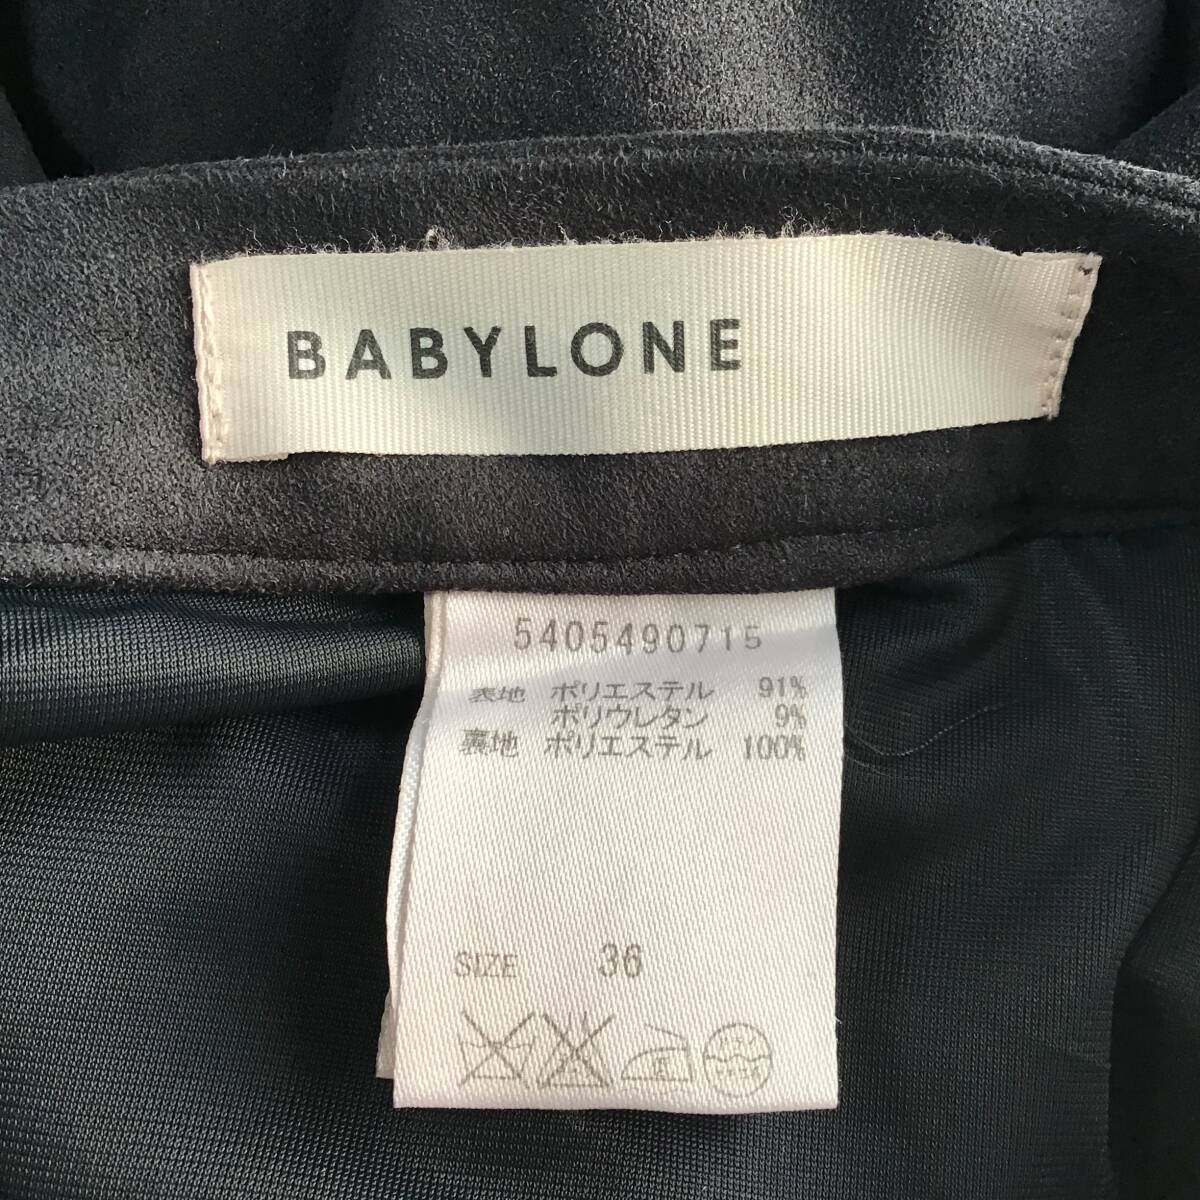 BABYLONE
5405490715
表地 ポリエステル 91%
ポリウレタン 9%
裏地 ポリエステル 100%
SIZE 36